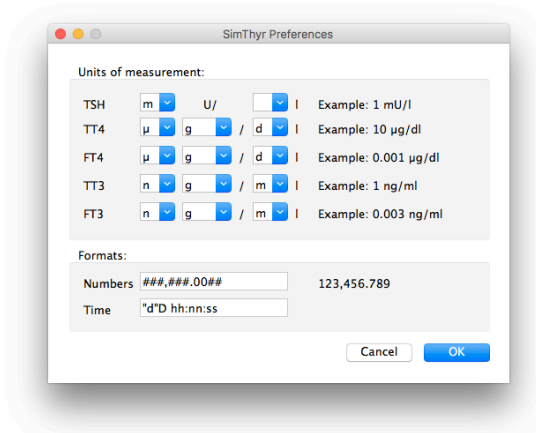 SimThyr Preferences
Units of measurement:
TSH m U/ l Example: 1 mU/l
TT4 µ g / d l Example: 10 µg/dl
FT4 µ g / d l Example: 0.001 µg/dl
TT3 n g / m l Example: 1 ng/ml
FT3 n g / m l Example: 0.003 ng/ml
Formats:
Numbers ###,###.00## 123,456.789
Time "d"D hh:nn:ss
Cancel OK